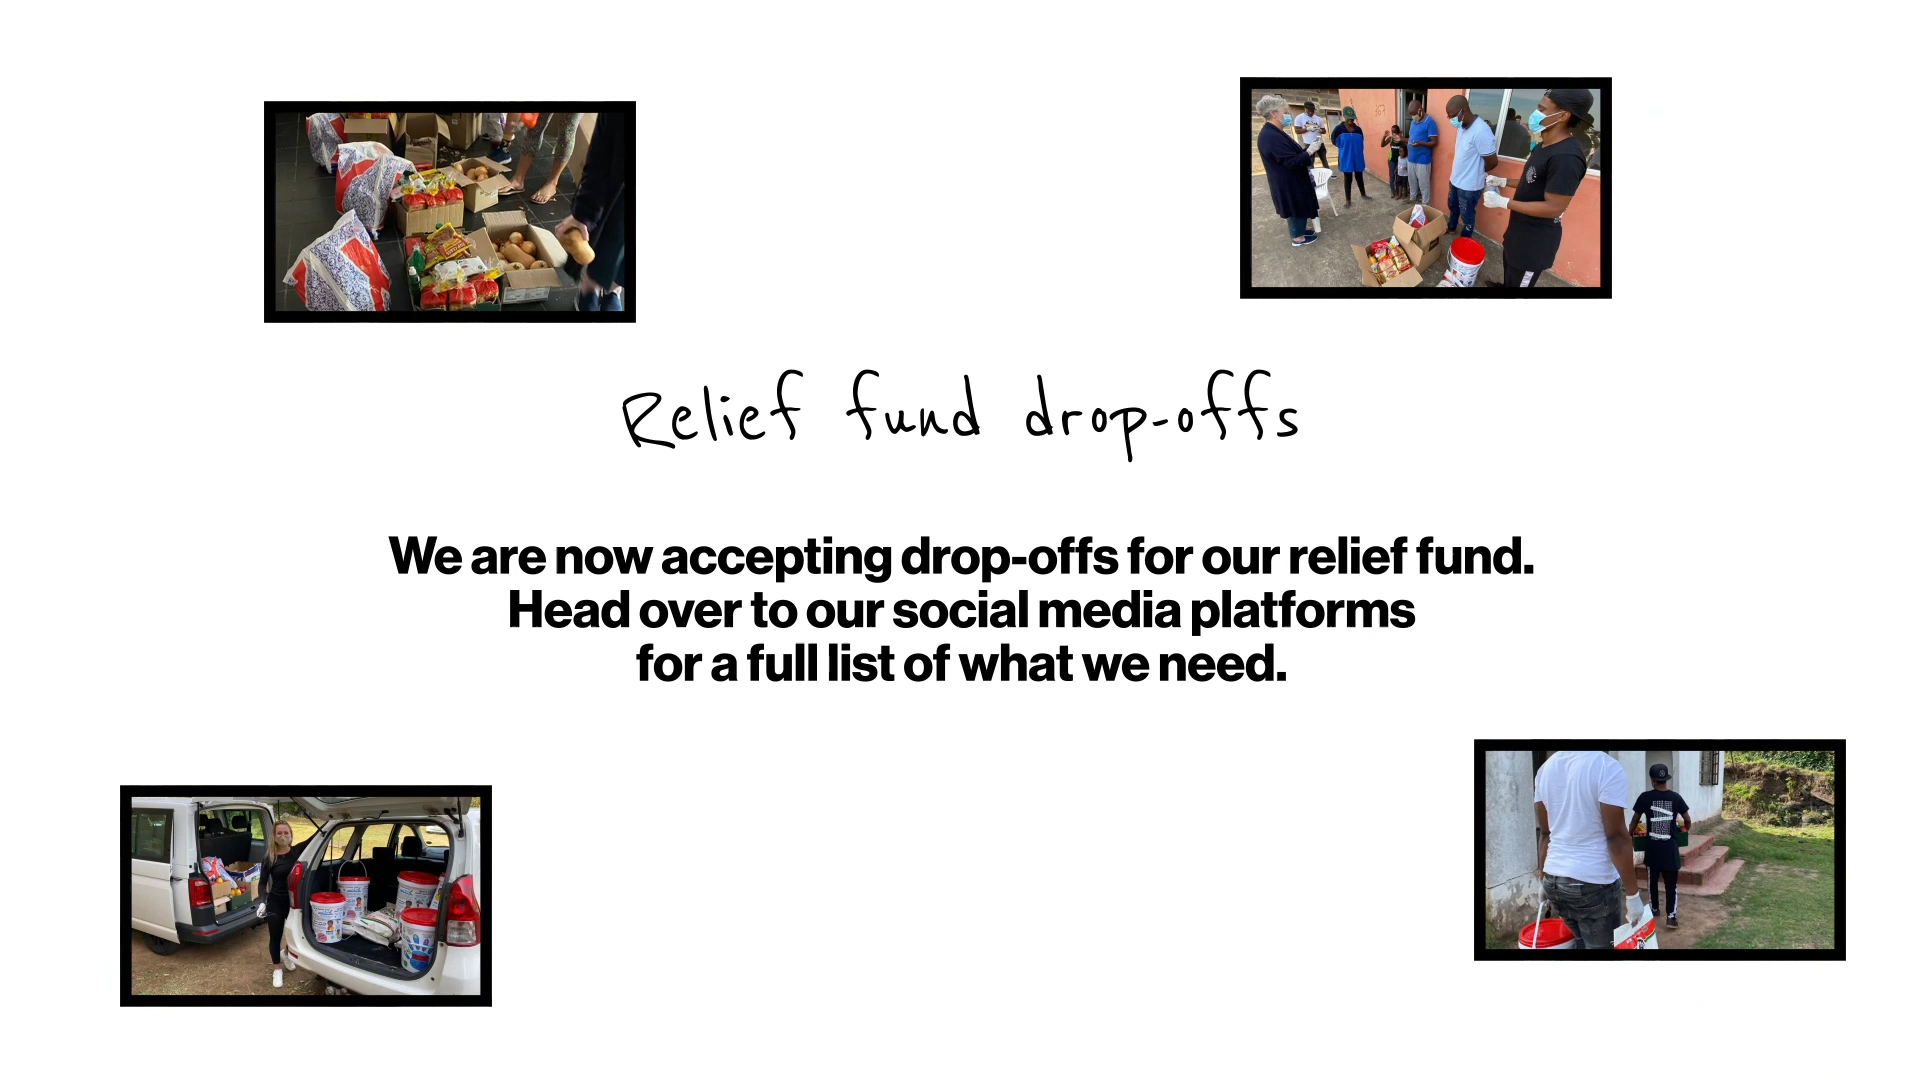 Relief fund drop-offs
We are now accepting drop-offs for our relief fund.
Head over to our social media platforms
for a full list of what we need.